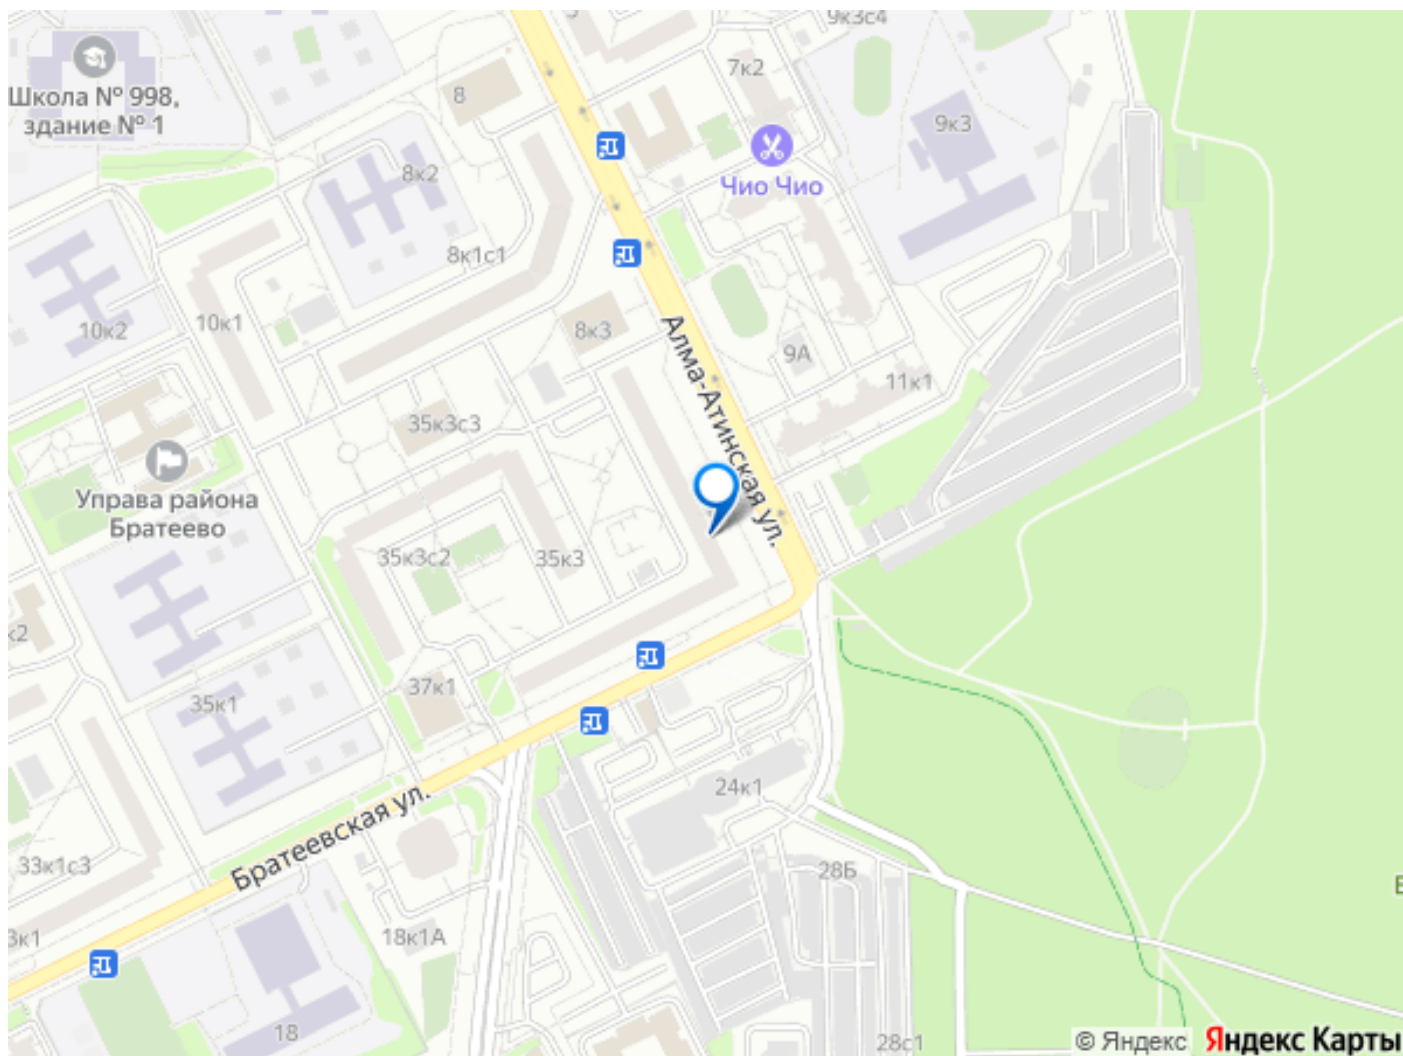 9к3с4
7к2
Школа № 998,
здание № 1
8
9к3
8к2
Чио Чио
8к1с1
10к2
10к1
8к3
9А
Алма-Атинская ул.
11к1
35к3с3
Управа района
Братеево
35к3с2
35к3
к2
37к1
35к1
24к1
Братеевская ул.
33к1с3
28Б
3к1
18к1А
18
28с1
© Яндекс
Яндекс Карты